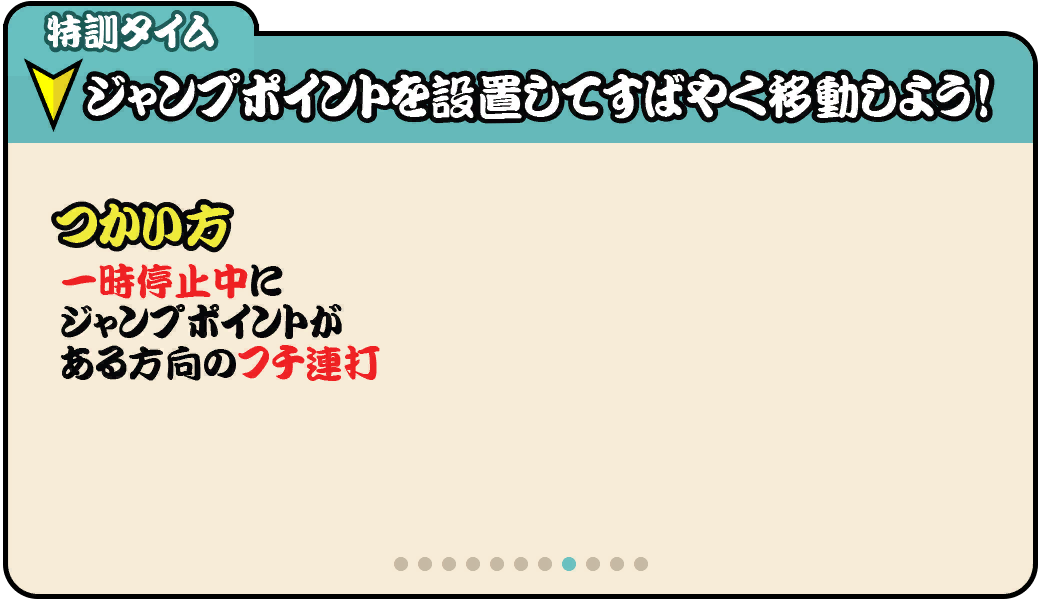 特訓タイム
ジャンプポイントを設置してすばやく移動しよう!
つかい方
一時停止中に
ジャンプポイントが
ある方向のフチ連打